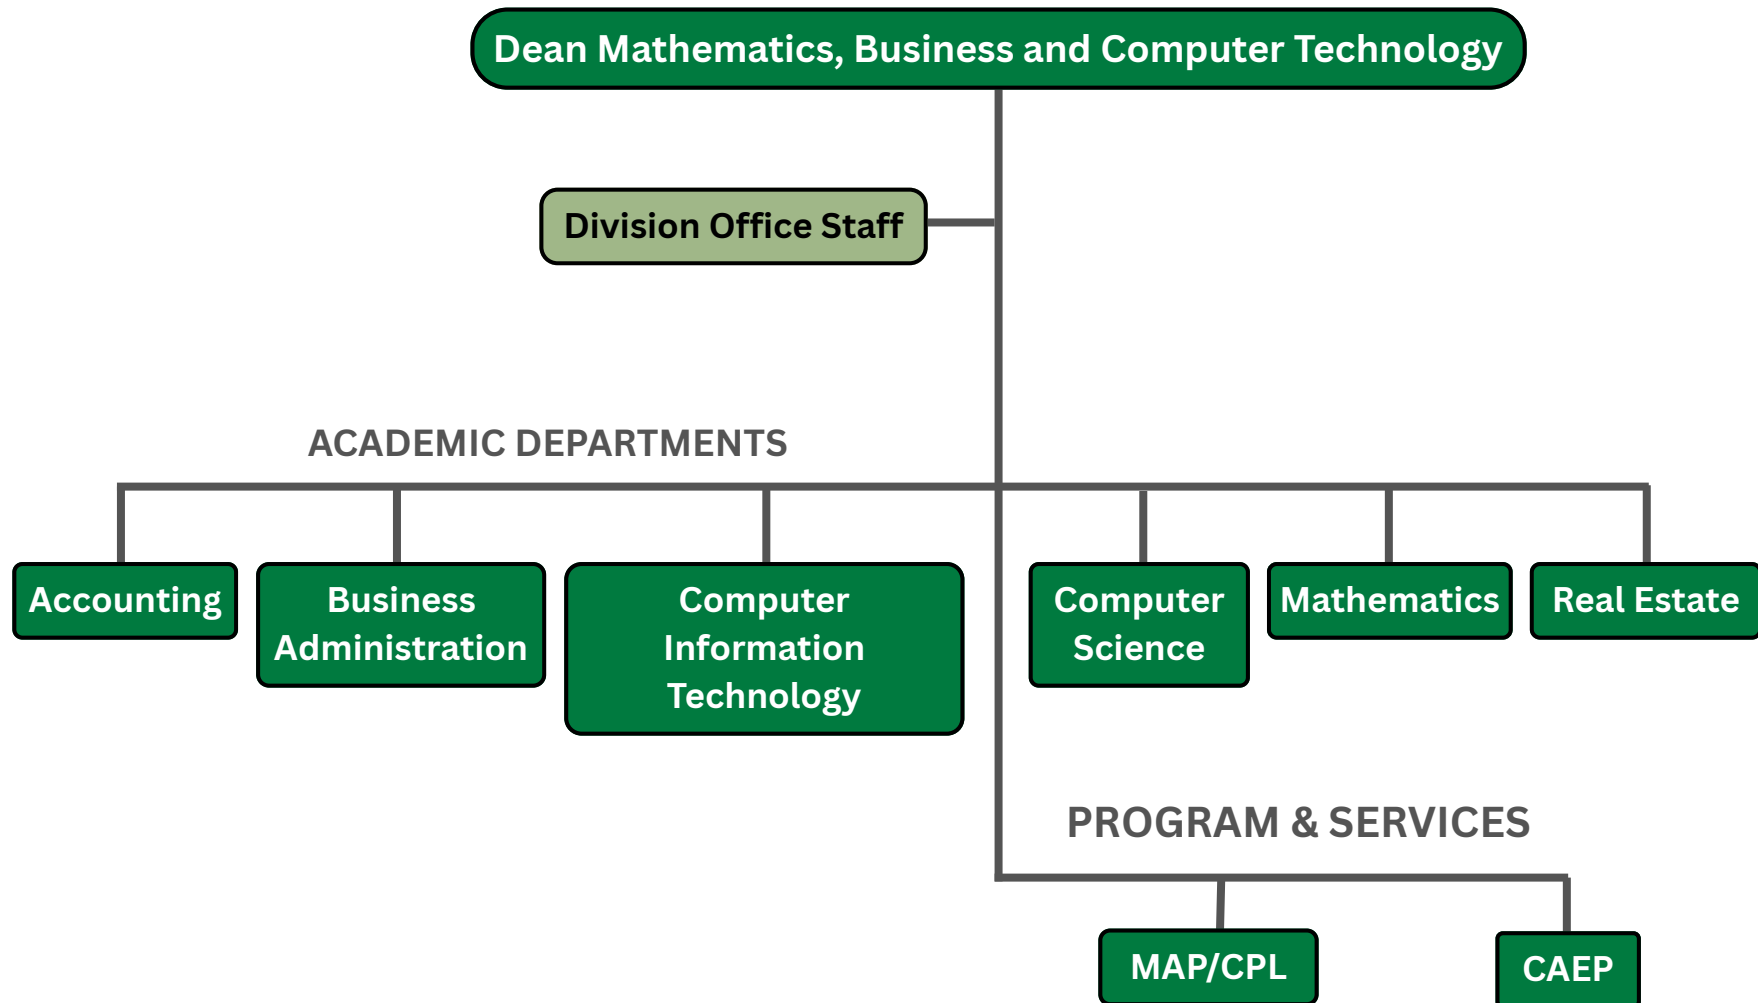 Dean Mathematics, Business and Computer Technology
Division Office Staff
ACADEMIC DEPARTMENTS
Accounting
Business
Administration
Computer
Information
Technology
Computer
Science
Mathematics
Real Estate
PROGRAM & SERVICES
MAP/CPL
CAEP